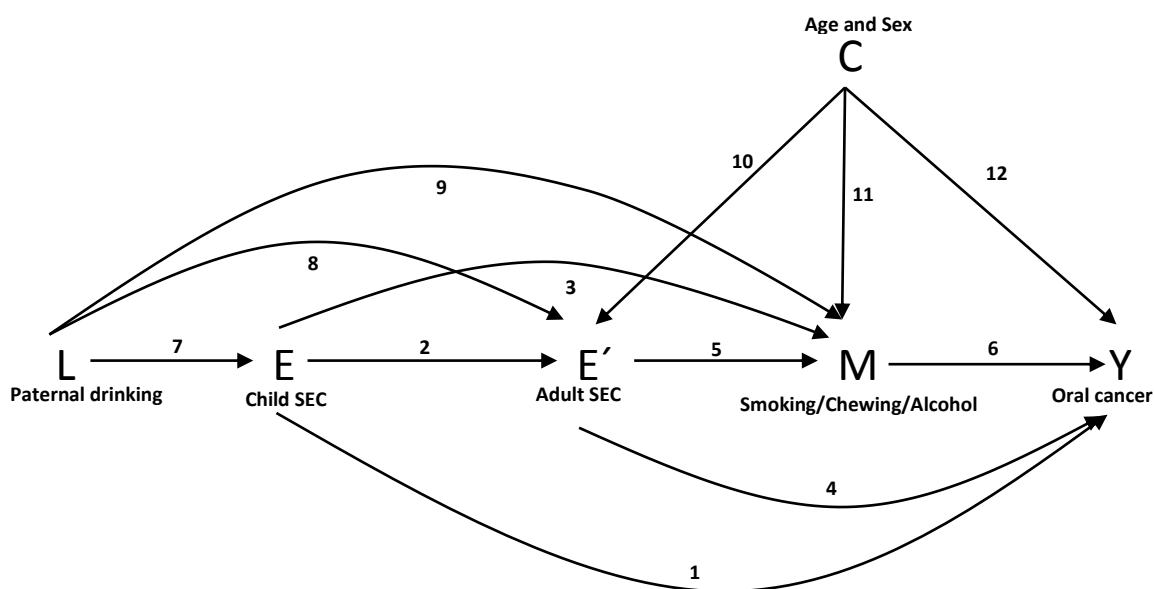 Age and Sex
C
10
12
11
9
8
3
7
2
5
6
L
E
E´
M
Y
Paternal drinking
Child SEC
Adult SEC
Smoking/Chewing/Alcohol
Oral cancer
4
1